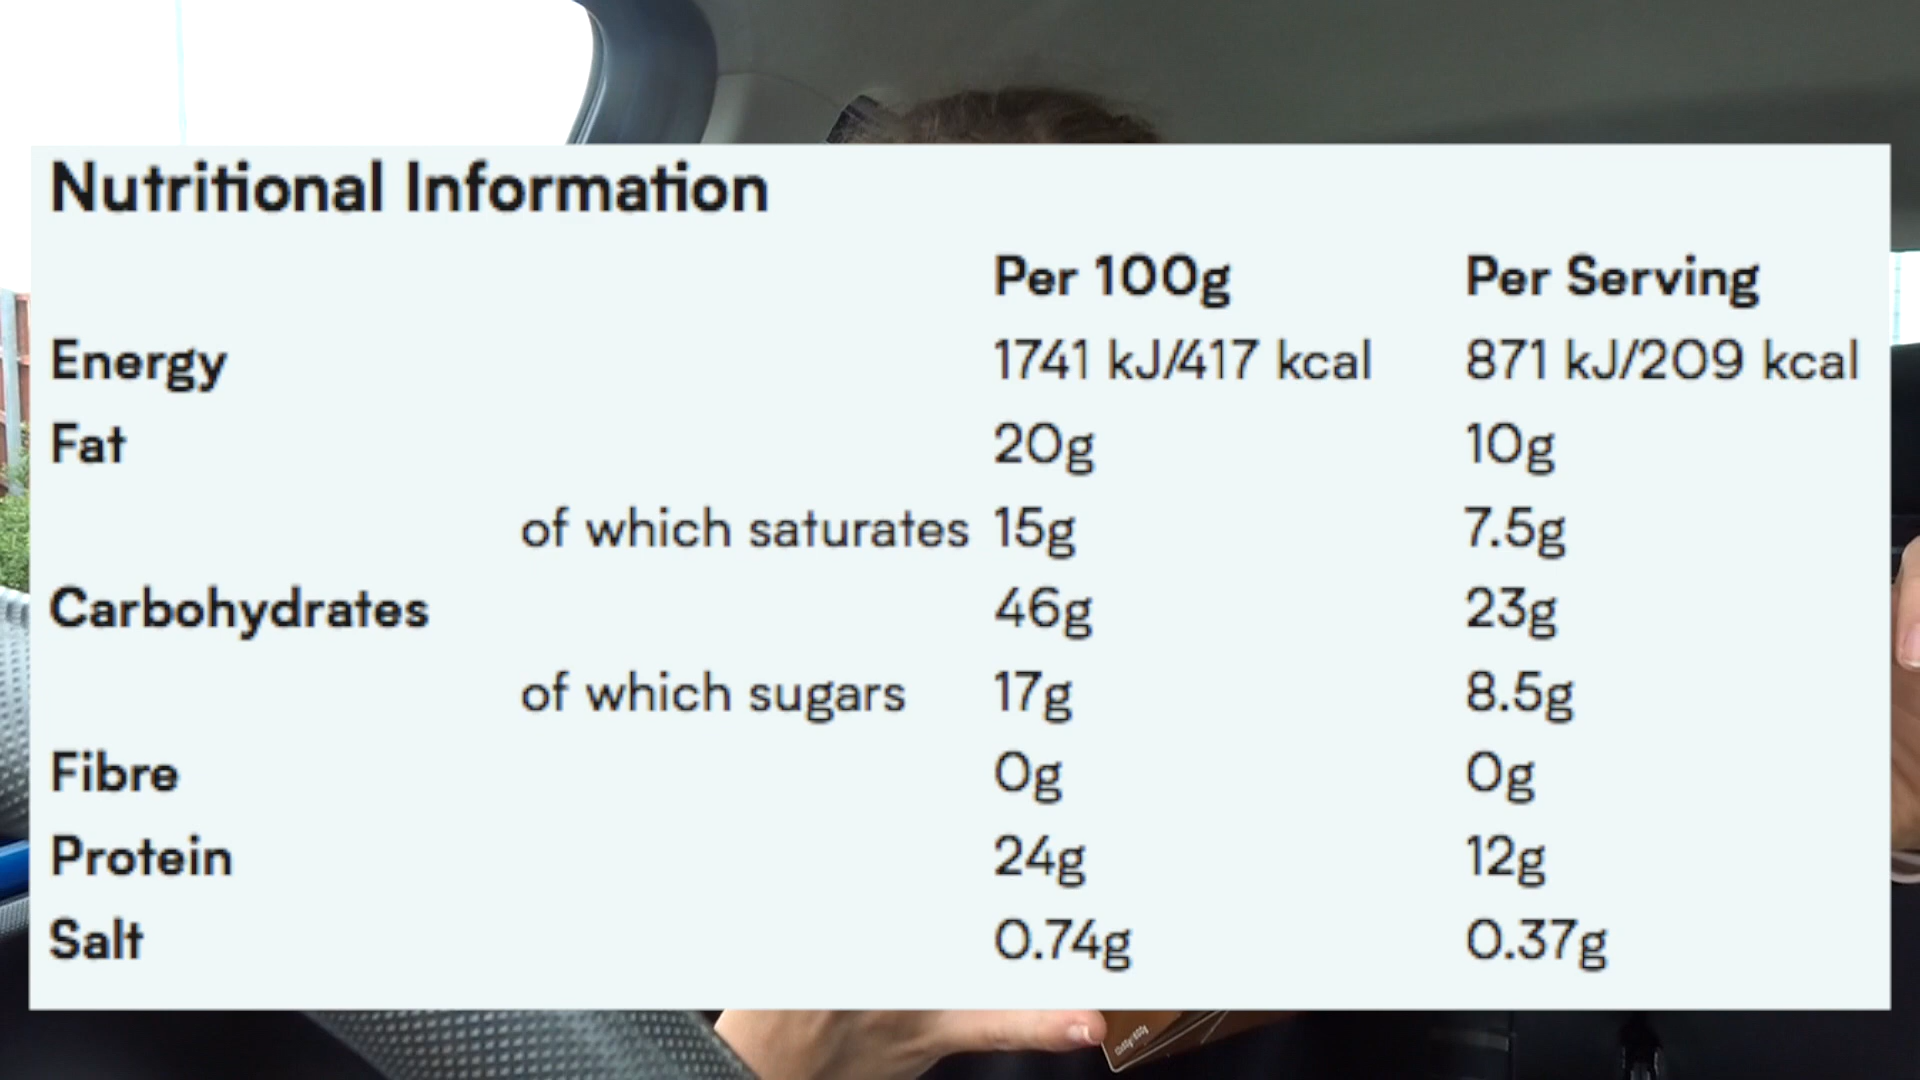 Nutritional Information
Per 100g Per Serving
Energy 1741 kJ/417 kcal 871 kJ/209 kcal
Fat 20g 10g
of which saturates 15g 7.5g
Carbohydrates 46g 23g
of which sugars 17g 8.5g
Fibre 0g 0g
Protein 24g 12g
Salt 0.74g 0.37g